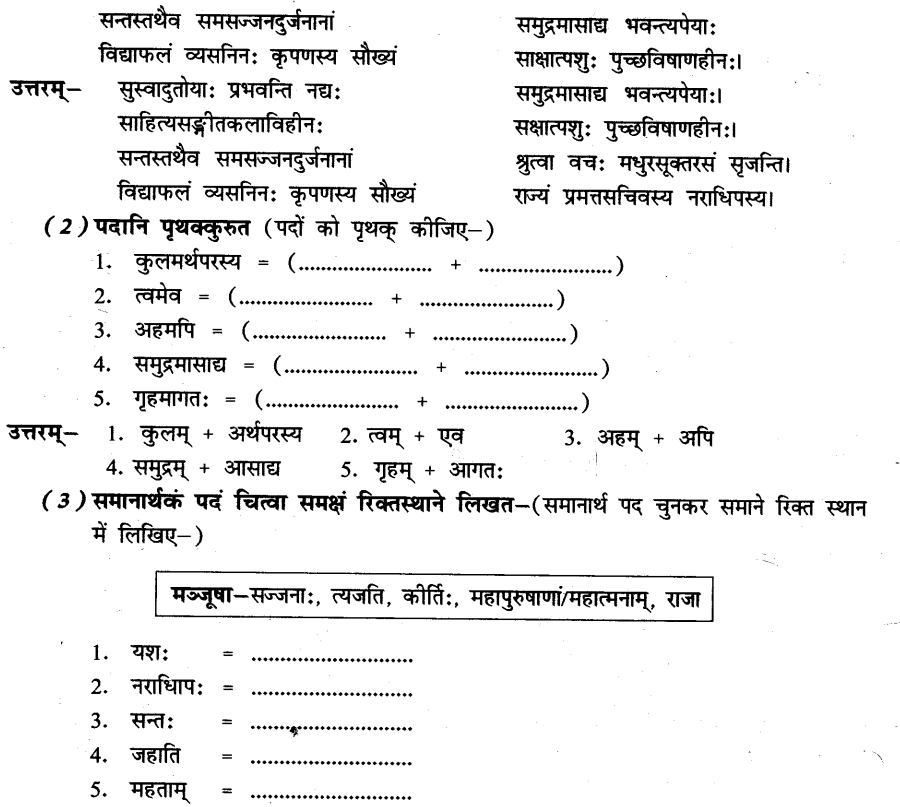 सन्तस्तथैव समसज्जनदुर्जनानां समुद्रमासाद्य भवन्त्यपेयाः
विद्याफलं व्यसनिनः कृपणस्य सौख्यं साक्षात्पशुः पुच्छविषाणहीनः।
उत्तरम्– सुस्वादुतोयाः प्रभवन्ति नद्यः समुद्रमासाद्य भवन्त्यपेयाः।
साहित्यसङ्गीतकलाविहीनः सक्षात्पशुः पुच्छविषाणहीनः।
सन्तस्तथैव समसज्जनदुर्जनानां श्रुत्वा वचः मधुरसूक्तरसं सृजन्ति।
विद्याफलं व्यसनिनः कृपणस्य सौख्यं राज्यं प्रमत्तसचिवस्य नराधिपस्य।
(2) पदानि पृथक्कुरुत (पदों को पृथक् कीजिए–)
1. कुलमर्थपरस्य = (........................ + ........................)
2. त्वमेव = (........................ + ........................)
3. अहमपि = (........................ + ........................)
4. समुद्रमासाद्य = (........................ + ........................)
5. गृहमागतः = (........................ + ........................)
उत्तरम्– 1. कुलम् + अर्थपरस्य 2. त्वम् + एव 3. अहम् + अपि
4. समुद्रम् + आसाद्य 5. गृहम् + आगतः
(3) समानार्थकं पदं चित्वा समक्षं रिक्तस्थाने लिखत–(समानार्थ पद चुनकर समाने रिक्त स्थान
में लिखिए–)
मञ्जूषा–सज्जनाः, त्यजति, कीर्तिः, महापुरुषाणां/महात्मनाम्, राजा
1. यशः = .............................
2. नराधिापः = .............................
3. सन्तः = .............................
4. जहाति = .............................
5. महताम् = .............................